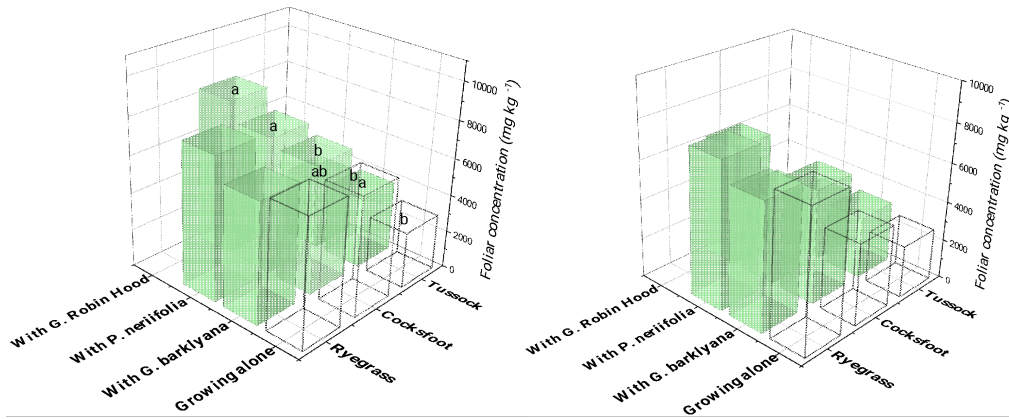 a
a
b
ab
b
a
b
10000
8000
6000
4000
2000
0
Foliar concentration (mg kg -1)
With G. Robin Hood
With P. neriifolia
With G. barklyana
Growing alone
Ryegrass
Cocksfoot
Tussock
10000
8000
6000
4000
2000
0
Foliar concentration (mg kg -1)
With G. Robin Hood
With P. neriifolia
With G. barklyana
Growing alone
Ryegrass
Cocksfoot
Tussock